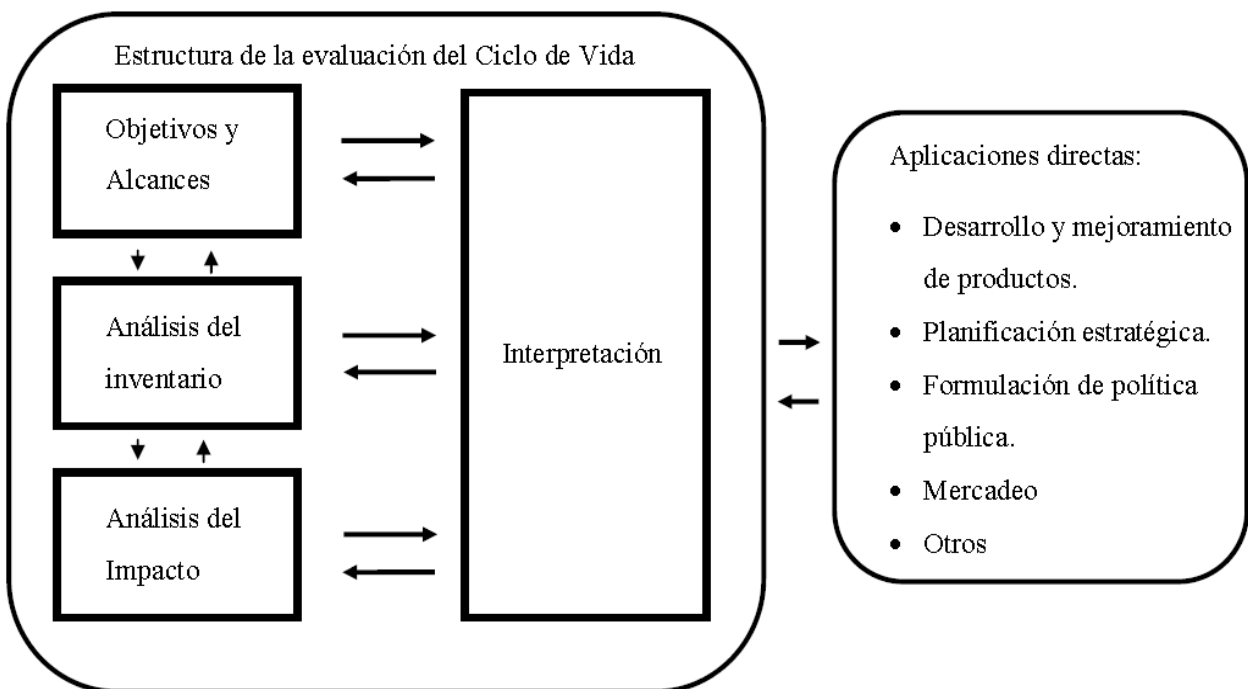 Estructura de la evaluación del Ciclo de Vida
Objetivos y
Alcances
Análisis del
inventario
Análisis del
Impacto
Interpretación
Aplicaciones directas:
• Desarrollo y mejoramiento
de productos.
• Planificación estratégica.
• Formulación de política
pública.
• Mercadeo
• Otros